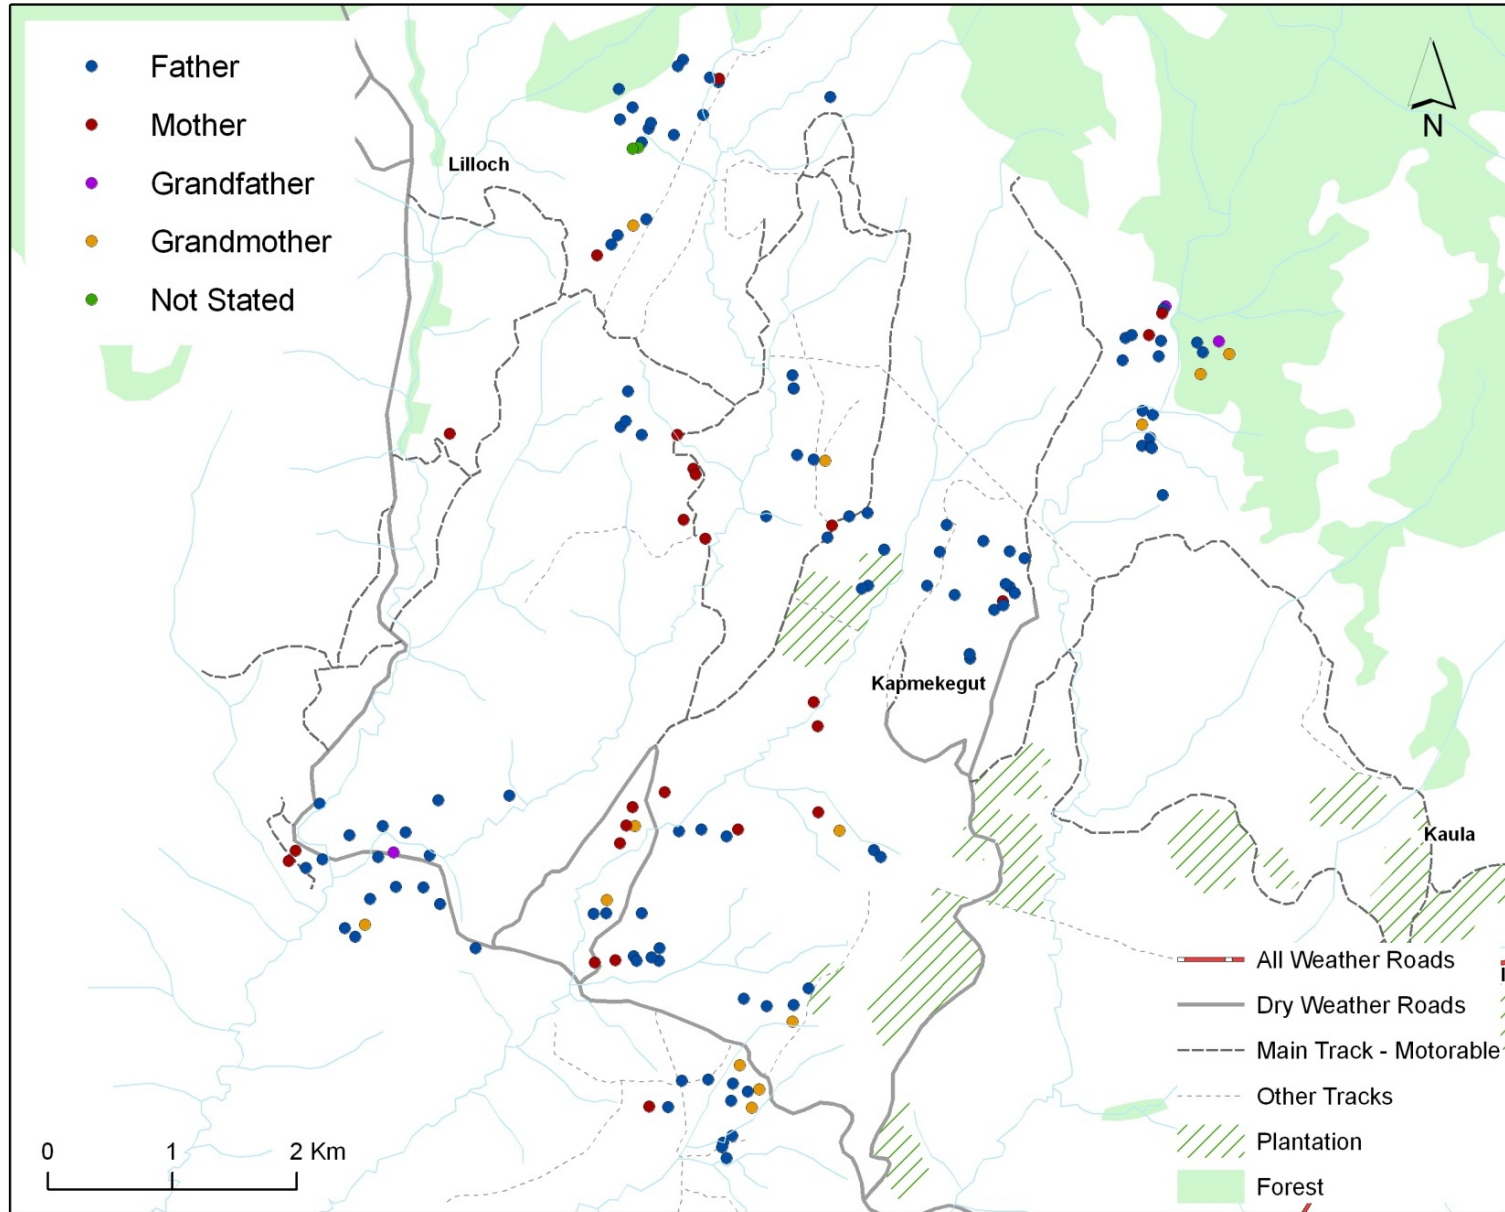 Father
Mother
Grandfather
Grandmother
Not Stated
N
Lilloch
Kapmekegut
Kaula
All Weather Roads
Dry Weather Roads
Main Track - Motorable
Other Tracks
Plantation
Forest
0 1 2 Km